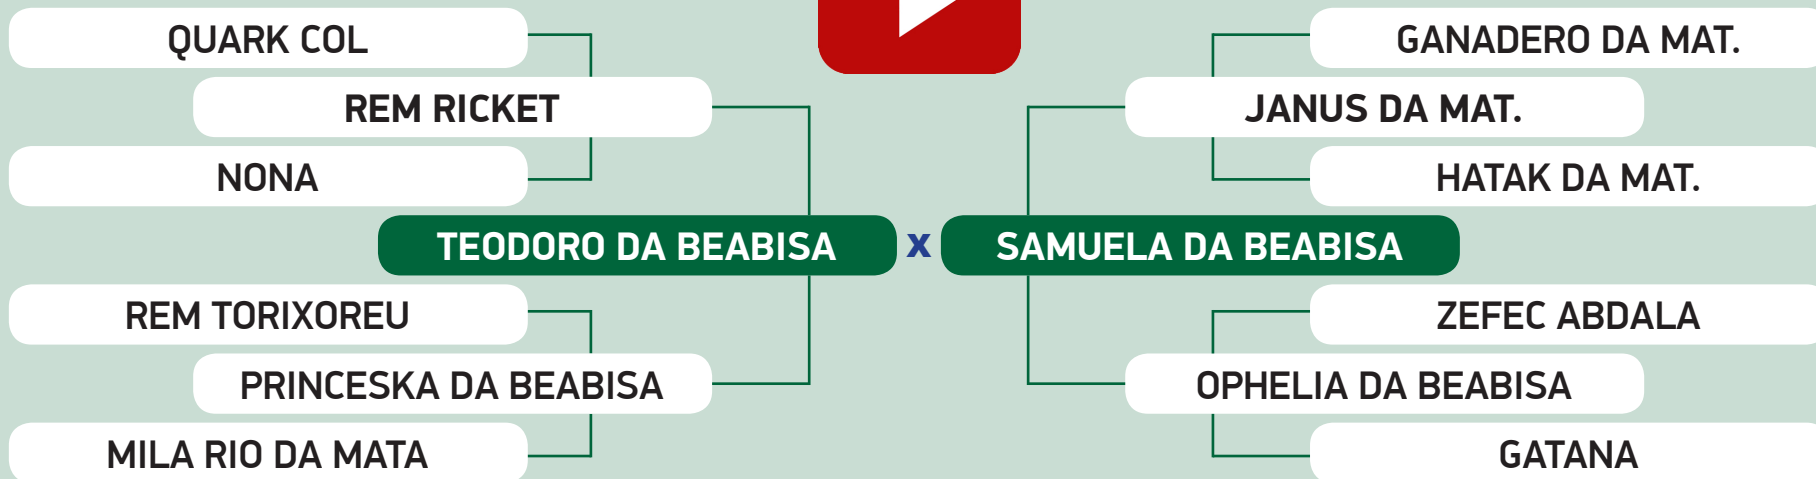 QUARK COL
REM RICKET
NONA
TEODORO DA BEABISA
REM TORIXOREU
PRINCESKA DA BEABISA
MILA RIO DA MATA
x
GANADERO DA MAT.
JANUS DA MAT.
HATAK DA MAT.
SAMUELA DA BEABISA
ZEFEC ABDALA
OPHELIA DA BEABISA
GATANA